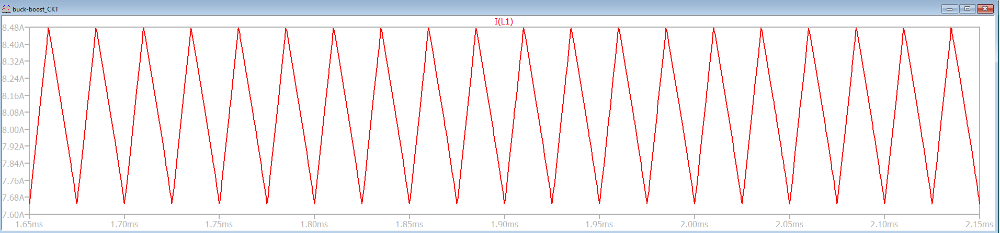 buck-boost_CKT
I(L1)
8.48A
8.40A
8.32A
8.24A
8.16A
8.08A
8.00A
7.92A
7.84A
7.76A
7.68A
7.60A
1.65ms 1.70ms 1.75ms 1.80ms 1.85ms 1.90ms 1.95ms 2.00ms 2.05ms 2.10ms 2.15ms